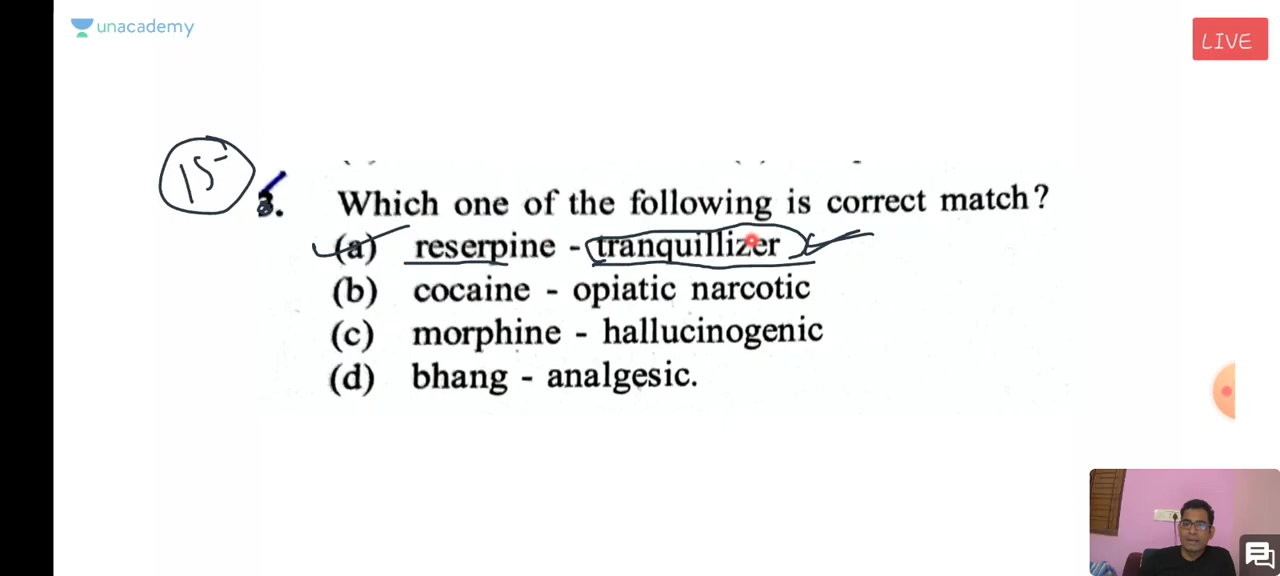 unacademy
LIVE
15
3. Which one of the following is correct match?
(a) reserpine - tranquillizer
(b) cocaine - opiatic narcotic
(c) morphine - hallucinogenic
(d) bhang - analgesic.